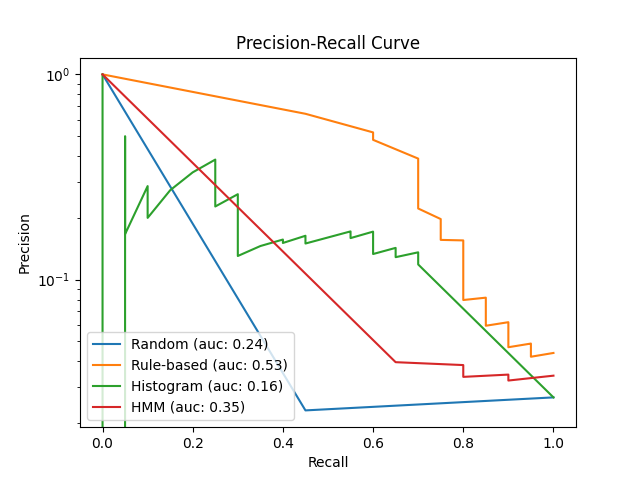 Precision-Recall Curve
Precision
10⁰
10⁻¹
Random (auc: 0.24)
Rule-based (auc: 0.53)
Histogram (auc: 0.16)
HMM (auc: 0.35)
0.0 0.2 0.4 0.6 0.8 1.0
Recall